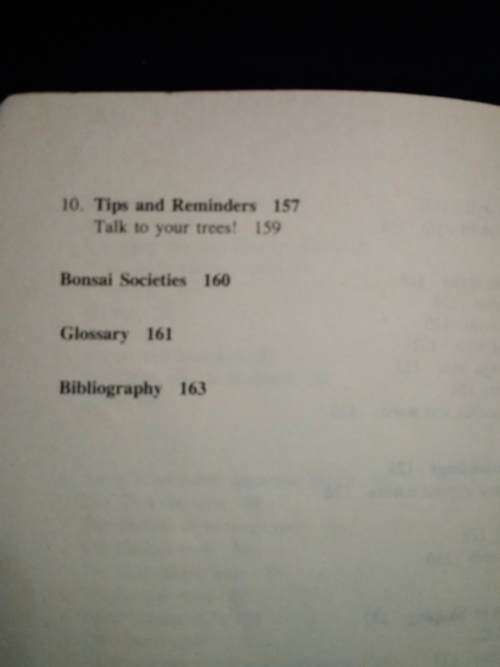 10. Tips and Reminders 157
Talk to your trees! 159
Bonsai Societies 160
Glossary 161
Bibliography 163